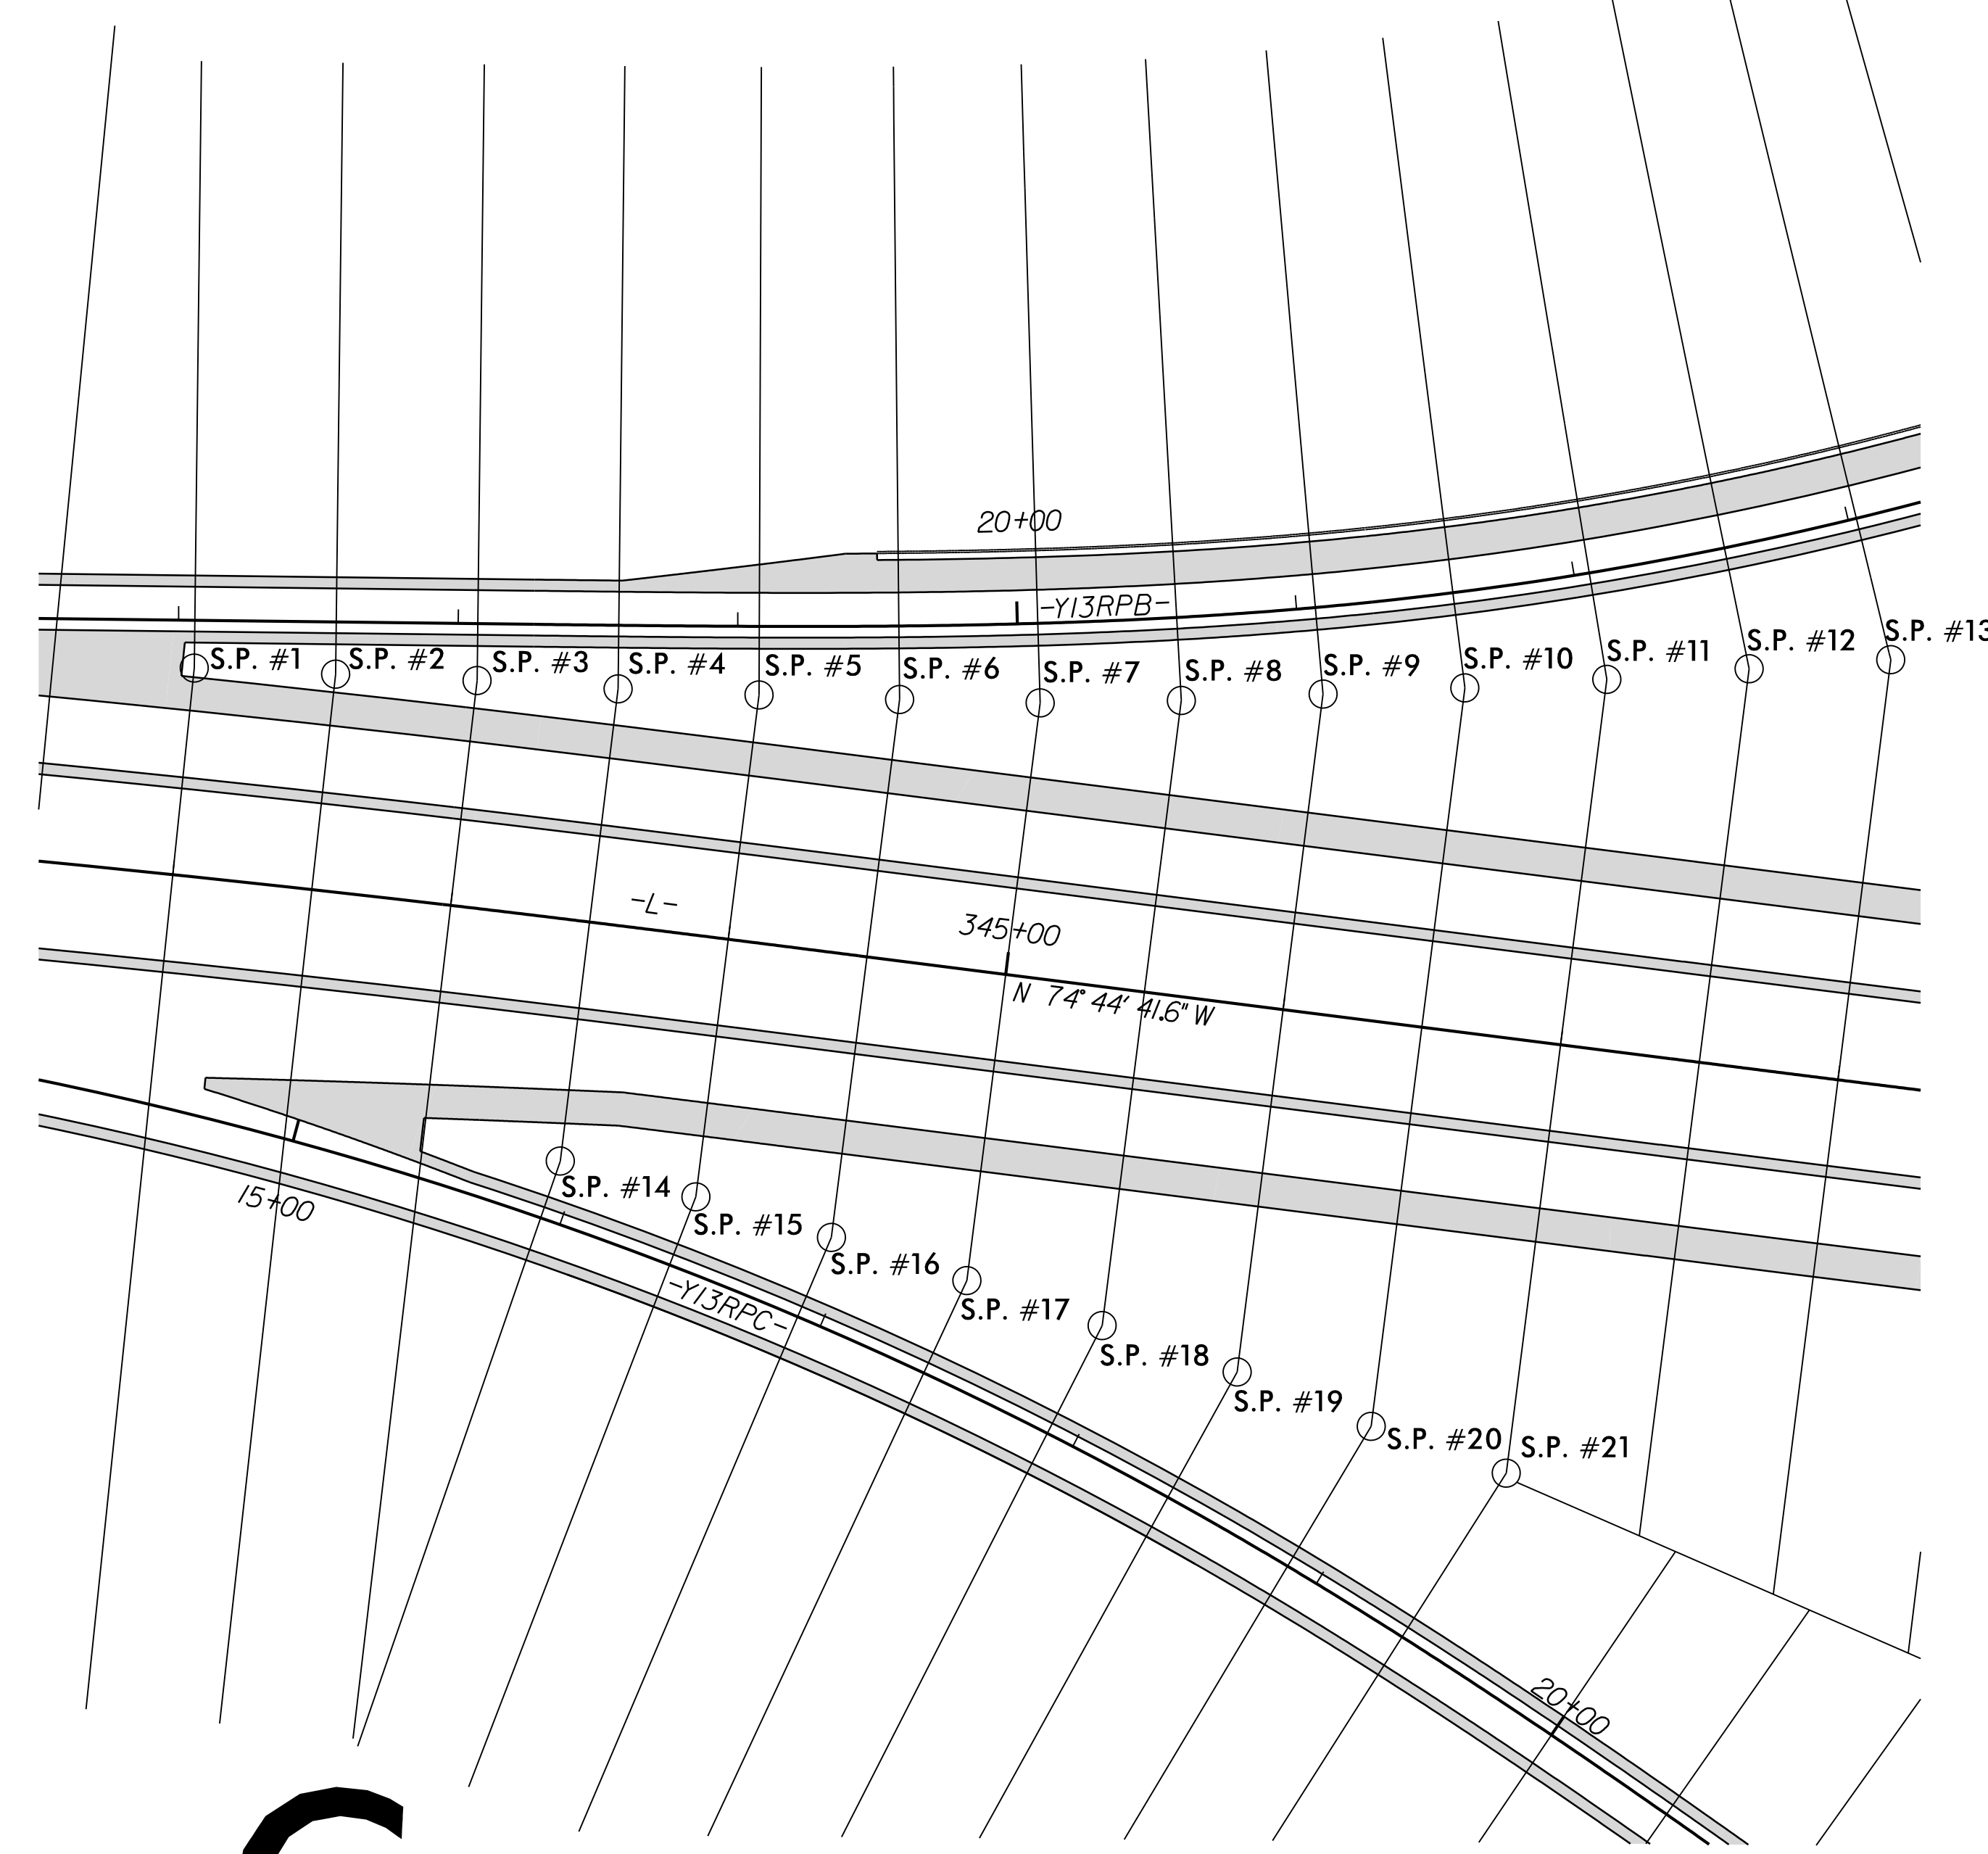 20+00
-Y13RPB-
S.P. #1
S.P. #2
S.P. #3
S.P. #4
S.P. #5
S.P. #6
S.P. #7
S.P. #8
S.P. #9
S.P. #10
S.P. #11
S.P. #12
S.P. #13
-L-
345+00
N 74° 44' 41.6" W
15+00
S.P. #14
S.P. #15
S.P. #16
S.P. #17
S.P. #18
S.P. #19
S.P. #20
S.P. #21
-Y13RPC-
20+00